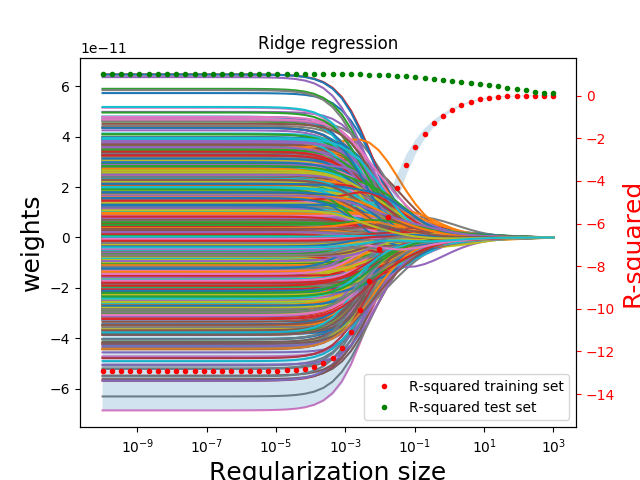 Ridge regression
1e−11
6
4
2
0
−2
−4
−6
weights
0
−2
−4
−6
−8
−10
−12
−14
R-squared
R-squared training set
R-squared test set
10⁻⁹ 10⁻⁷ 10⁻⁵ 10⁻³ 10⁻¹ 10¹ 10³
Regularization size